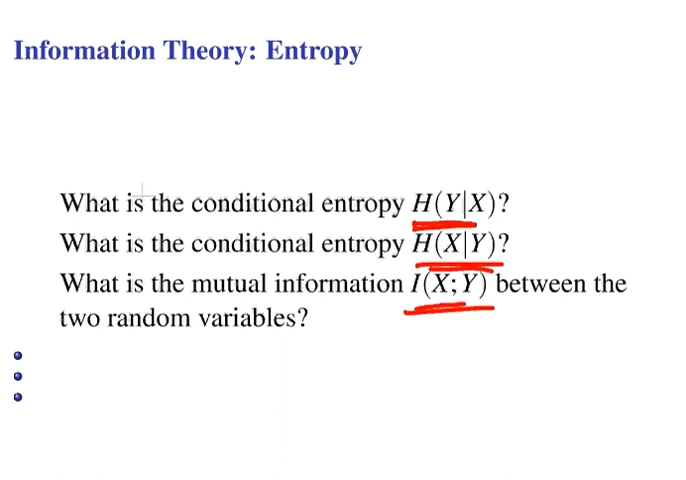 Information Theory: Entropy
What is the conditional entropy H(Y|X)?
What is the conditional entropy H(X|Y)?
What is the mutual information I(X;Y) between the
two random variables?